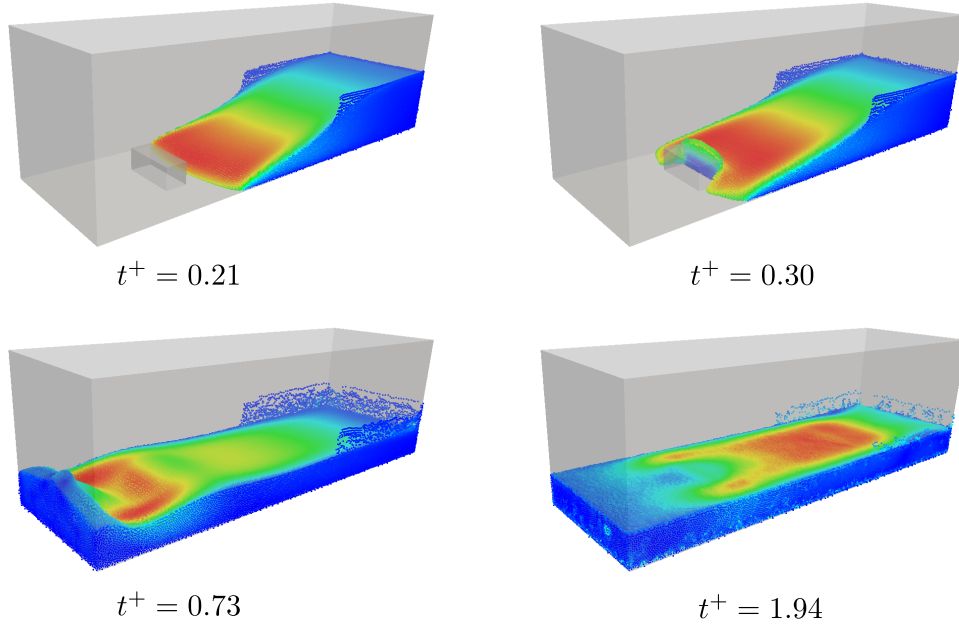 t⁺ = 0.21
t⁺ = 0.30
t⁺ = 0.73
t⁺ = 1.94